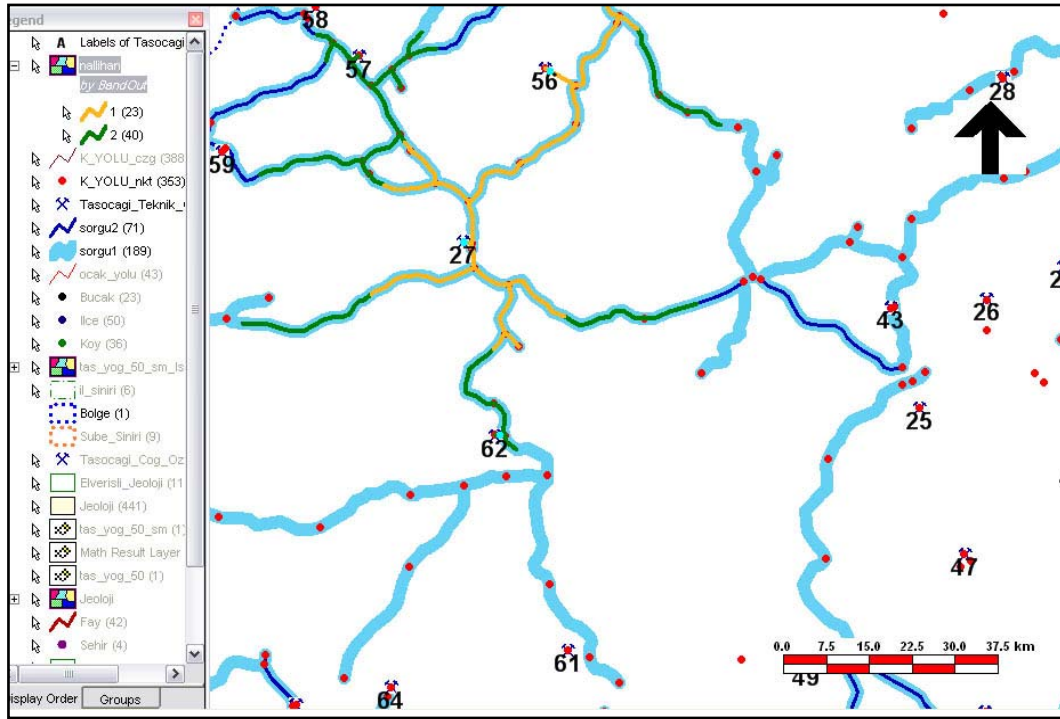 egend
Labels of Tasocagi
nallihan
by BandOut
1 (23)
2 (40)
K_YOLU_czg (388
K_YOLU_nkt (353)
Tasocagi_Teknik_
sorgu2 (71)
sorgu1 (189)
ocak_yolu (43)
Bucak (23)
Ilce (50)
Koy (36)
tas_yog_50_sm_Is
il_siniri (6)
Bolge (1)
Sube_Siniri (9)
Tasocagi_Cog_Oz
Elverisli_Jeoloji (11
Jeoloji (441)
tas_yog_50_sm (1)
Math Result Layer
tas_yog_50 (1)
Jeoloji
Fay (42)
Sehir (4)
isplay Order
Groups
58
57
56
28
59
27
26
2
43
25
62
47
61
64
49
0.0 7.5 15.0 22.5 30.0 37.5 km